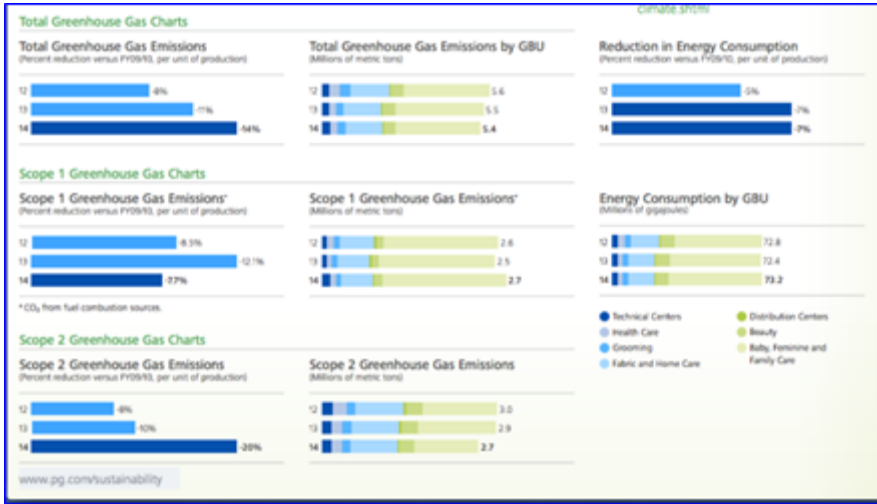 climate.shtml
Total Greenhouse Gas Charts
Total Greenhouse Gas Emissions
(Percent reduction versus FY09/10, per unit of production)
12 -8%
13 -11%
14 -14%
Total Greenhouse Gas Emissions by GBU
(Millions of metric tons)
12 5.6
13 5.5
14 5.4
Reduction in Energy Consumption
(Percent reduction versus FY09/10, per unit of production)
12 -5%
13 -7%
14 -7%
Scope 1 Greenhouse Gas Charts
Scope 1 Greenhouse Gas Emissions*
(Percent reduction versus FY09/10, per unit of production)
12 -8.5%
13 -12.1%
14 -7.7%
* CO₂ from fuel combustion sources.
Scope 1 Greenhouse Gas Emissions*
(Millions of metric tons)
12 2.6
13 2.5
14 2.7
Energy Consumption by GBU
(Millions of gigajoules)
12 72.8
13 72.4
14 73.2
Technical Centers
Health Care
Grooming
Fabric and Home Care
Distribution Centers
Beauty
Baby, Feminine and
Family Care
Scope 2 Greenhouse Gas Charts
Scope 2 Greenhouse Gas Emissions
(Percent reduction versus FY09/10, per unit of production)
12 -8%
13 -10%
14 -20%
Scope 2 Greenhouse Gas Emissions
(Millions of metric tons)
12 3.0
13 2.9
14 2.7
www.pg.com/sustainability